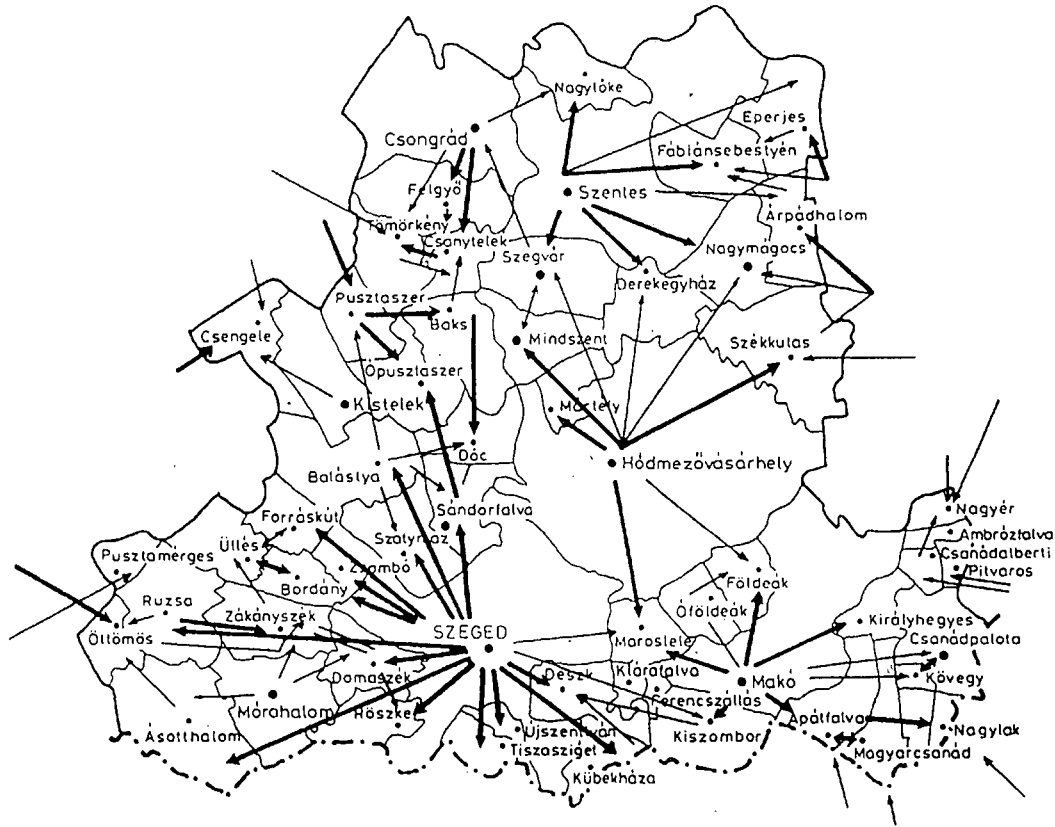 Nagytőke
Eperjes
Csongrád
Fábiánsebestyén
Felgyő
Szentes
Árpádhalom
Tömörkény
Csanytelek
Szegvár
Nagymágocs
Derekegyház
Pusztaszer
Baks
Csengele
Mindszent
Székkutas
Ópusztaszer
Kistelek
Mártély
Dóc
Balástya
Hódmezővásárhely
Sándorfalva
Forráskút
Nagyér
Szatymaz
Ambrózfalva
Pusztamérges
Üllés
Csanádalberti
Zsombó
Pitvaros
Bordány
Földeák
Ruzsa
Óföldeák
Zákányszék
Királyhegyes
Öttömös
SZEGED
Maroslele
Csanádpalota
Domaszék
Deszk
Klárafalva
Makó
Kövegy
Mórahalom
Röszke
Ferencszállás
Apátfalva
Ásotthalom
Újszentiván
Kiszombor
Nagylak
Tiszasziget
Magyarcsanád
Kübekháza